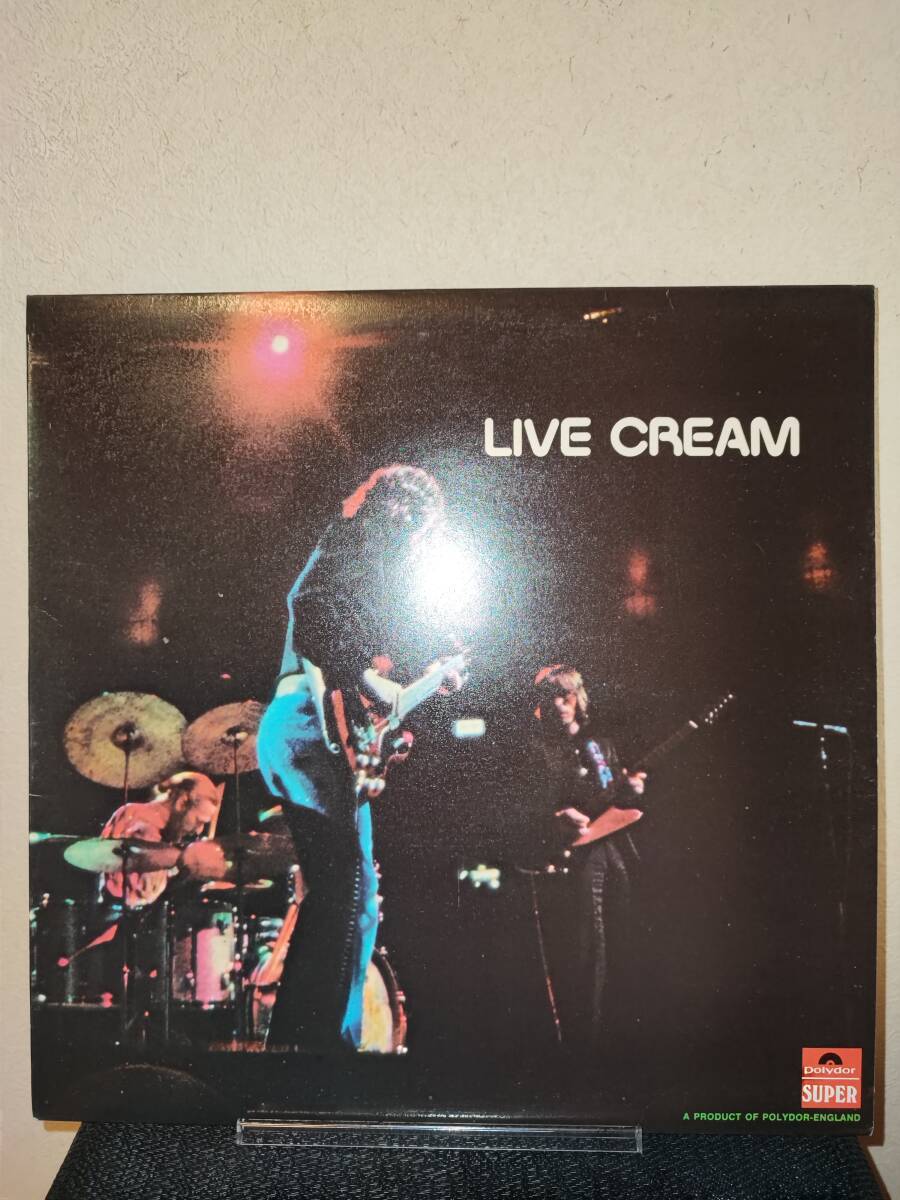 LIVE CREAM
Polydor
SUPER
A PRODUCT OF POLYDOR-ENGLAND